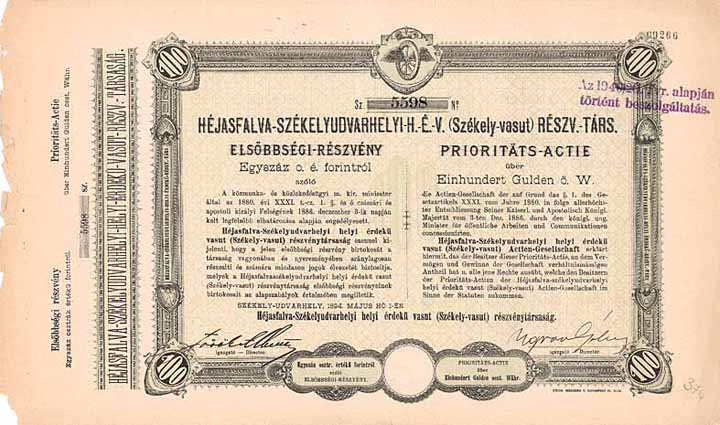 69266
100
100
Sz. 5598 No
Az 194 évi alapján
történt beszolgáltatás.
HÉJASFALVA-SZÉKELYUDVARHELYI-H.-É.-V. (Székely-vasut) RÉSZV.-TÁRS.
ELSŐBBSÉGI-RÉSZVÉNY
Egyszáz o. é. forintról
szóló
A közmunka- és közlekedésügyi m. kir. miniszter
által az 1880. évi XXXI. t.-cz. 1. §. és ő császári és
apostoli királyi Felségének 1886. deczember 3-ik napján
kelt legfelsőbb elhatározása alapján engedélyezett.
Héjasfalva-Székelyudvarhelyi helyi érdekű
vasut (Székely-vasut) részvénytársaság ezennel ki-
jelenti, hogy a jelen elsőbbségi részvény birtokosát a
társaság vagyonában és nyereményében aránylagosan
részesíti és számára mindazon jogok élvezetét biztosítja,
melyek a Héjasfalva-Székelyudvarhelyi helyi érdekű vasut
(Székely-vasut) részvénytársaság elsőbbségi részvényeinek
birtokosait az alapszabályok értelmében megilletik.
PRIORITÄTS-ACTIE
über
Einhundert Gulden ö. W.
die Actien-Gesellschaft der auf Grund des §. 1. des Ge-
setzartikels XXXI. vom Jahre 1880, in folge allerhöch-
ster Entschliessung Seiner kaiserl. und Apostolisch Königl.
Majestät vom 3-ten Dec. 1886. durch den königl. ung.
Minister für öffentliche Arbeiten und Communicationen
concessionirten.
Héjasfalva-Székelyudvarhelyi helyi érdekű
vasut (Székely-vasut) Actien-Gesellschaft erklärt
hiemit, das der Besitzer dieser Prioritäts-Actie, an dem Ver-
mögen und Gewinne der Gesellschaft verhältnissmässigen
Antheil hat u. alle jene Rechte ausübt, welche den Besitzern
der Prioritäts-Actien der Héjasfalva-Székelyudvarhelyi-
helyi érdekű vasut (Székely-vasut) Actien-Gesellschaft im
Sinne der Statuten zukommen.
SZÉKELY-UDVARHELY, 1894. MÁJUS HÓ 1-ÉN.
Héjasfalva-Székelyudvarhelyi helyi érdekű vasut (Székely-vasut) részvénytársaság.
igazgató — Director.
igazgató — Director.
Egyszáz osztr. értékű forintról
szóló
ELSŐBBSÉGI-RÉSZVÉNY.
PRIORITÄTS-ACTIE
über
Einhundert Gulden oest. Währ.
100
100
374
HÉJASFALVA-SZÉKELYUDVARHELYI-HELYI-ÉRDEKŰ-VASUT-RÉSZV.-TÁRSASÁG.
Prioritäts-Actie
über Einhundert Gulden oest. Währ.
5598 sz.
Elsőbbségi részvény
Egyszáz osztrák értékű forintról.